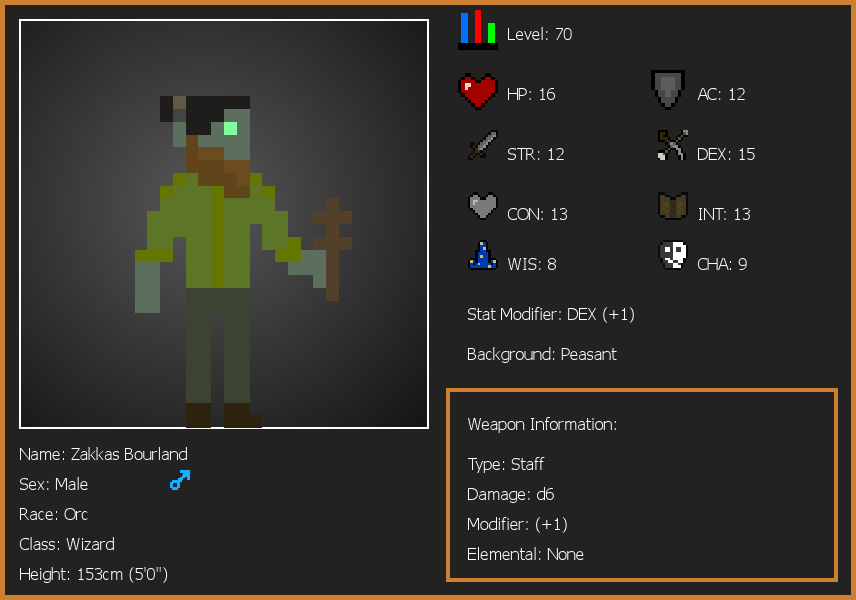 Level: 70
HP: 16
AC: 12
STR: 12
DEX: 15
CON: 13
INT: 13
WIS: 8
CHA: 9
Stat Modifier: DEX (+1)
Background: Peasant
Weapon Information:
Type: Staff
Damage: d6
Modifier: (+1)
Elemental: None
Name: Zakkas Bourland
Sex: Male
Race: Orc
Class: Wizard
Height: 153cm (5'0")